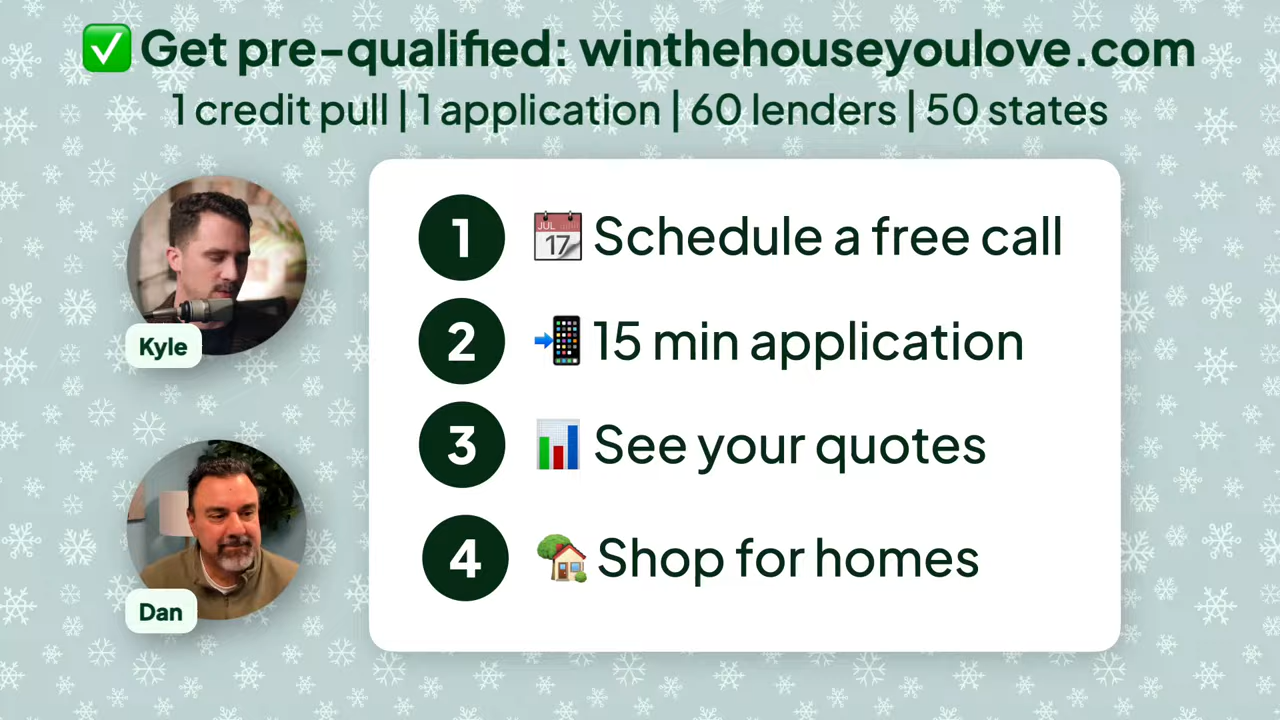 ✅ Get pre-qualified: winthehouseyoulove.com
1 credit pull | 1 application | 60 lenders | 50 states
Kyle
Dan
1 JUL 17 Schedule a free call
2 15 min application
3 See your quotes
4 Shop for homes